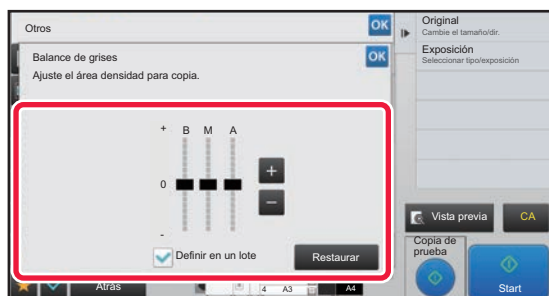 Otros
OK
Balance de grises
OK
Ajuste el área densidad para copia.
+ B M A
+
0
-
-
Definir en un lote
Restaurar
Atrás
4 A3
A4
Original
Cambie el tamaño/dir.
Exposición
Seleccionar tipo/exposición
Vista previa
CA
Copia de
prueba
Start